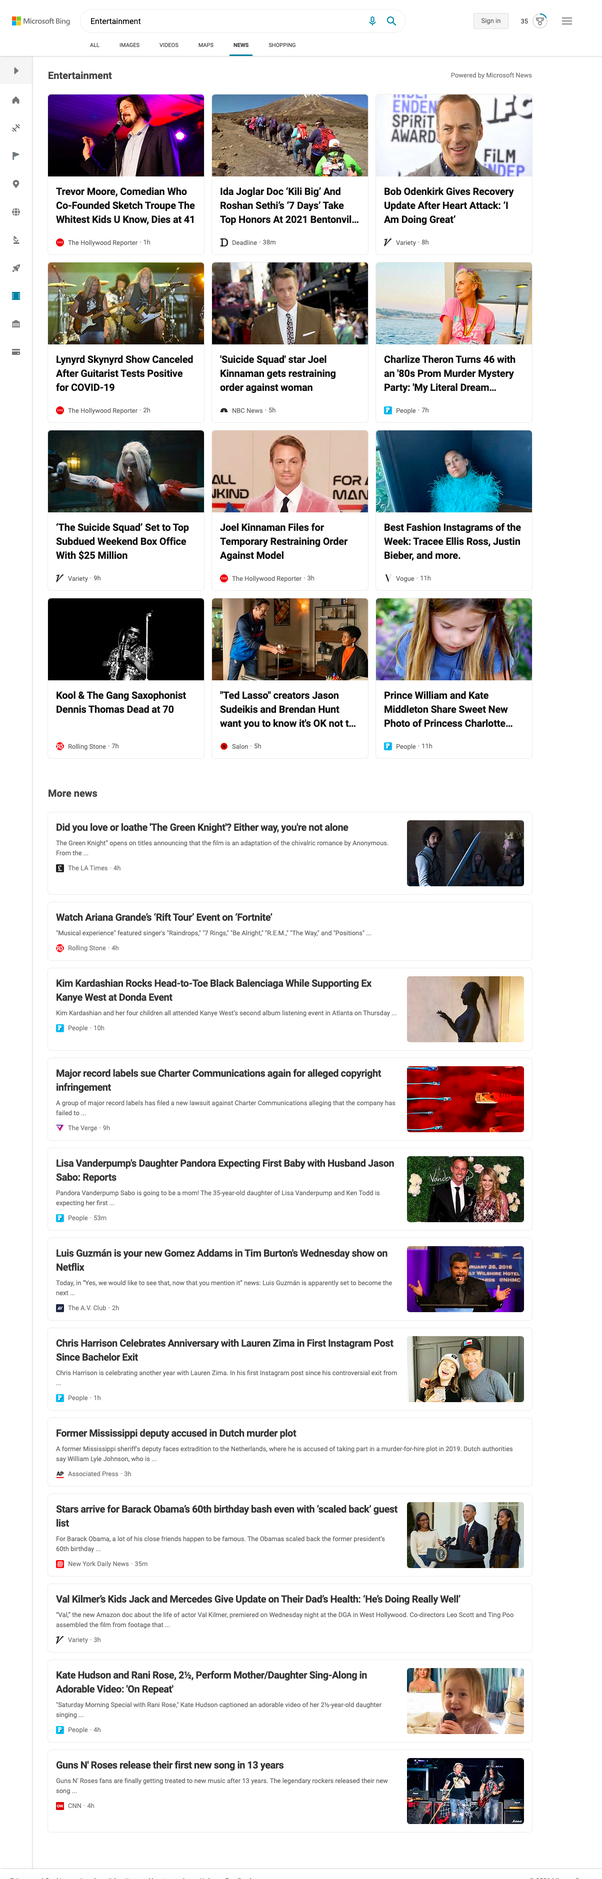 Microsoft Bing
Entertainment
Sign in
35
ALL IMAGES VIDEOS MAPS NEWS SHOPPING
Entertainment
Powered by Microsoft News
Trevor Moore, Comedian Who
Co-Founded Sketch Troupe The
Whitest Kids U Know, Dies at 41
The Hollywood Reporter · 1h
Ida Joglar Doc 'Kili Big' And
Roshan Sethi's '7 Days' Take
Top Honors At 2021 Bentonvil...
Deadline · 38m
Bob Odenkirk Gives Recovery
Update After Heart Attack: 'I
Am Doing Great'
Variety · 8h
Lynyrd Skynyrd Show Canceled
After Guitarist Tests Positive
for COVID-19
The Hollywood Reporter · 2h
'Suicide Squad' star Joel
Kinnaman gets restraining
order against woman
NBC News · 5h
Charlize Theron Turns 46 with
an '80s Prom Murder Mystery
Party: 'My Literal Dream...
People · 7h
'The Suicide Squad' Set to Top
Subdued Weekend Box Office
With $25 Million
Variety · 9h
Joel Kinnaman Files for
Temporary Restraining Order
Against Model
The Hollywood Reporter · 3h
Best Fashion Instagrams of the
Week: Tracee Ellis Ross, Justin
Bieber, and more.
Vogue · 11h
Kool & The Gang Saxophonist
Dennis Thomas Dead at 70
Rolling Stone · 7h
"Ted Lasso" creators Jason
Sudeikis and Brendan Hunt
want you to know it's OK not t...
Salon · 5h
Prince William and Kate
Middleton Share Sweet New
Photo of Princess Charlotte...
People · 11h
More news
Did you love or loathe 'The Green Knight'? Either way, you're not alone
The Green Knight" opens on titles announcing that the film is an adaptation of the chivalric romance by Anonymous.
From the ...
The LA Times · 4h
Watch Ariana Grande's 'Rift Tour' Event on 'Fortnite'
"Musical experience" featured singer's "Raindrops," "7 Rings," "Be Alright," "R.E.M.," "The Way," and "Positions" ...
Rolling Stone · 4h
Kim Kardashian Rocks Head-to-Toe Black Balenciaga While Supporting Ex
Kanye West at Donda Event
Kim Kardashian and her four children all attended Kanye West's second album listening event in Atlanta on Thursday ...
People · 10h
Major record labels sue Charter Communications again for alleged copyright
infringement
A group of major record labels has filed a new lawsuit against Charter Communications alleging that the company has
failed to ...
The Verge · 9h
Lisa Vanderpump's Daughter Pandora Expecting First Baby with Husband Jason
Sabo: Reports
Pandora Vanderpump Sabo is going to be a mom! The 35-year-old daughter of Lisa Vanderpump and Ken Todd is
expecting her first ...
People · 53m
Luis Guzmán is your new Gomez Addams in Tim Burton's Wednesday show on
Netflix
Today, in "Yes, we would like to see that, now that you mention it" news: Luis Guzmán is apparently set to become the
next ...
The A.V. Club · 2h
Chris Harrison Celebrates Anniversary with Lauren Zima in First Instagram Post
Since Bachelor Exit
Chris Harrison is celebrating another year with Lauren Zima. In his first Instagram post since his controversial exit from
...
People · 1h
Former Mississippi deputy accused in Dutch murder plot
A former Mississippi sheriff's deputy faces extradition to the Netherlands, where he is accused of taking part in a murder-for-hire plot in 2019. Dutch authorities
say William Lyle Johnson, who is ...
Associated Press · 3h
Stars arrive for Barack Obama's 60th birthday bash even with 'scaled back' guest
list
For Barack Obama, a lot of his close friends happen to be famous. The Obamas scaled back the former president's
60th birthday ...
New York Daily News · 35m
Val Kilmer's Kids Jack and Mercedes Give Update on Their Dad's Health: 'He's Doing Really Well'
"Val," the new Amazon doc about the life of actor Val Kilmer, premiered on Wednesday night at the DGA in West Hollywood. Co-directors Leo Scott and Ting Poo
assembled the film from footage that ...
Variety · 3h
Kate Hudson and Rani Rose, 2½, Perform Mother/Daughter Sing-Along in
Adorable Video: 'On Repeat'
"Saturday Morning Special with Rani Rose," Kate Hudson captioned an adorable video of her 2½-year-old daughter
singing ...
People · 4h
Guns N' Roses release their first new song in 13 years
Guns N' Roses fans are finally getting treated to new music after 13 years. The legendary rockers released their new
song ...
CNN · 4h